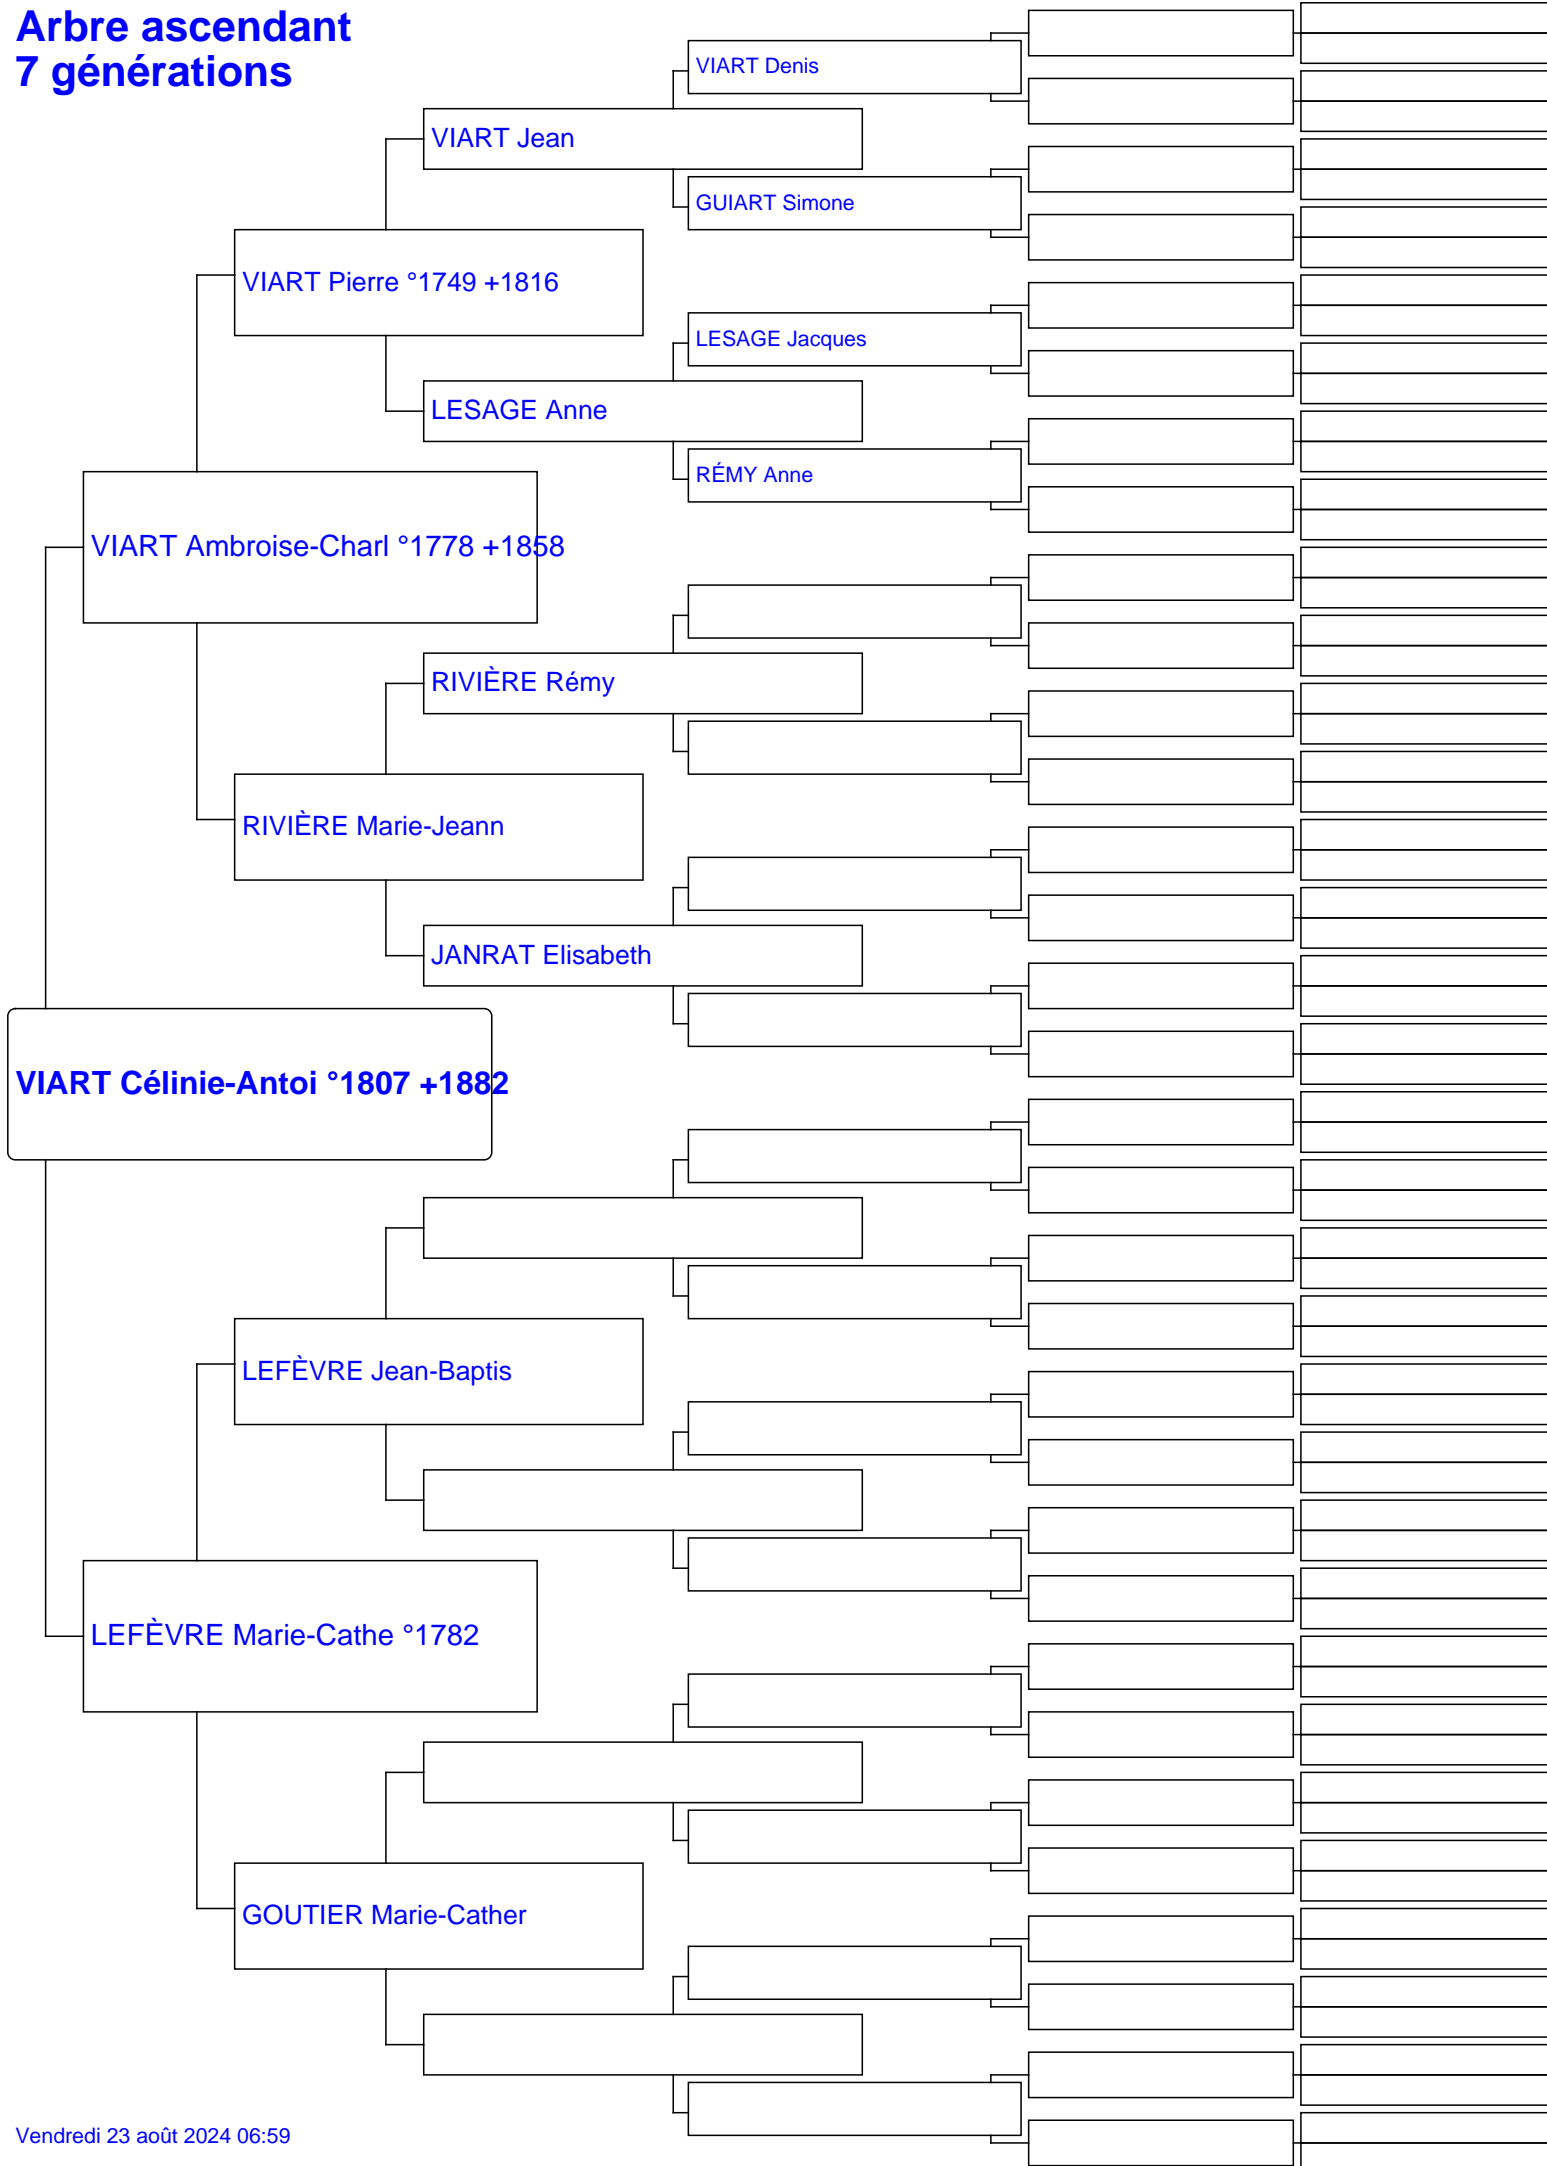 Arbre ascendant
7 générations
VIART Denis
VIART Jean
GUIART Simone
VIART Pierre °1749 +1816
LESAGE Jacques
LESAGE Anne
RÉMY Anne
VIART Ambroise-Charl °1778 +1858
RIVIÈRE Rémy
RIVIÈRE Marie-Jeann
JANRAT Elisabeth
VIART Célinie-Antoi °1807 +1882
LEFÈVRE Jean-Baptis
LEFÈVRE Marie-Cathe °1782
GOUTIER Marie-Cather
Vendredi 23 août 2024 06:59